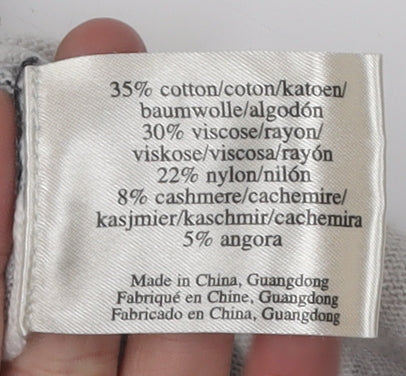 35% cotton/coton/katoen/
baumwolle/algodón
30% viscose/rayon/
viskose/viscosa/rayón
22% nylon/nilón
8% cashmere/cachemire/
kasjmier/kaschmir/cachemira
5% angora
Made in China, Guangdong
Fabriqué en Chine, Guangdong
Fabricado en China, Guangdong